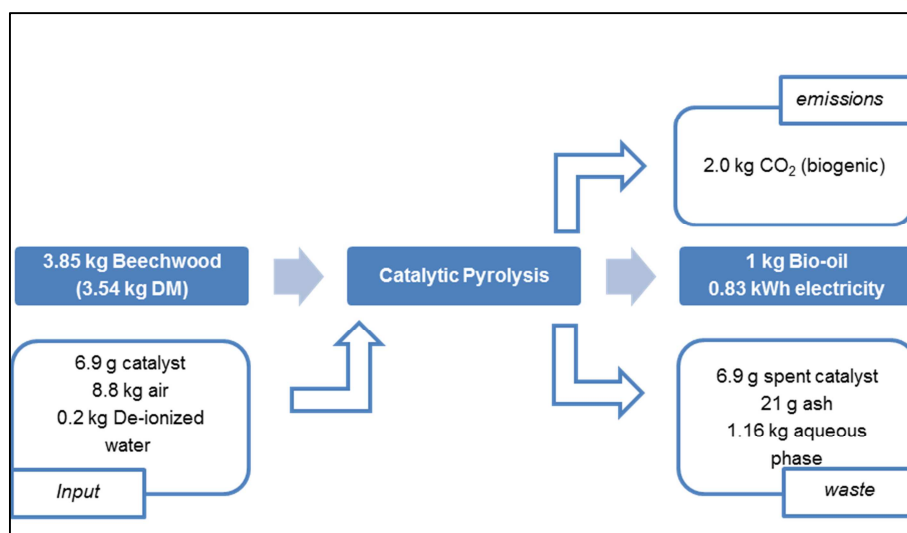 emissions
2.0 kg CO₂ (biogenic)
3.85 kg Beechwood
(3.54 kg DM)
Catalytic Pyrolysis
1 kg Bio-oil
0.83 kWh electricity
6.9 g catalyst
8.8 kg air
0.2 kg De-ionized
water
Input
6.9 g spent catalyst
21 g ash
1.16 kg aqueous
phase
waste